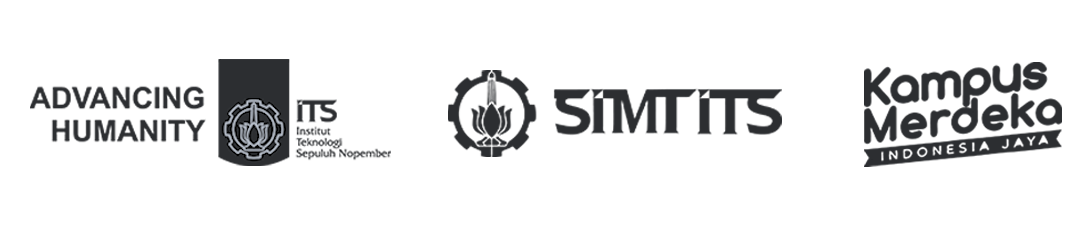 ADVANCING
HUMANITY
iTS
Institut
Teknologi
Sepuluh Nopember
SiMT iTS
Kampus
Merdeka
INDONESIA JAYA